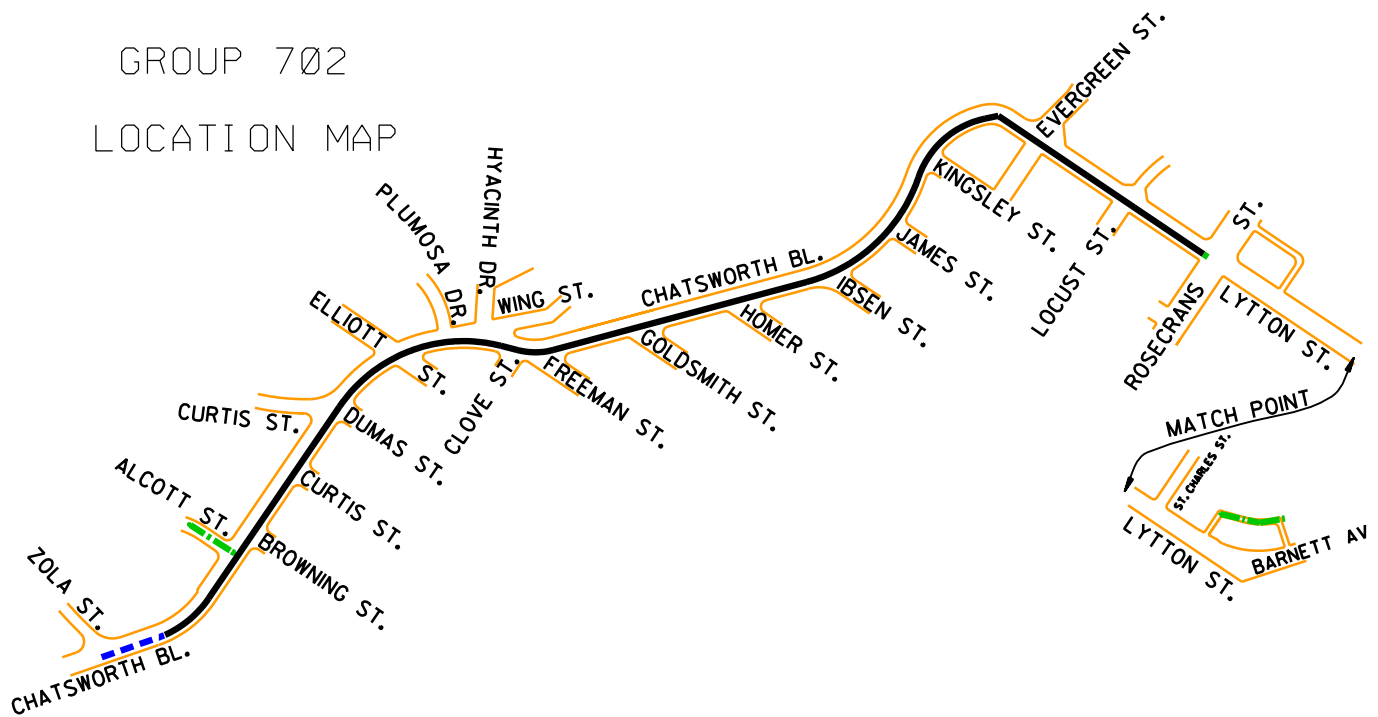 GROUP 702
LOCATION MAP
EVERGREEN ST.
HYACINTH DR.
PLUMOSA DR.
KINGSLEY ST.
ST.
LOCUST ST.
JAMES ST.
CHATSWORTH BL.
IBSEN ST.
WING ST.
ELLIOTT ST.
HOMER ST.
GOLDSMITH ST.
ROSECRANS
LYTTON ST.
FREEMAN ST.
CLOVE ST.
CURTIS ST.
DUMAS ST.
MATCH POINT
ST. CHARLES ST.
ALCOTT ST.
CURTIS ST.
LYTTON ST.
BARNETT AV
BROWNING ST.
ZOLA ST.
CHATSWORTH BL.